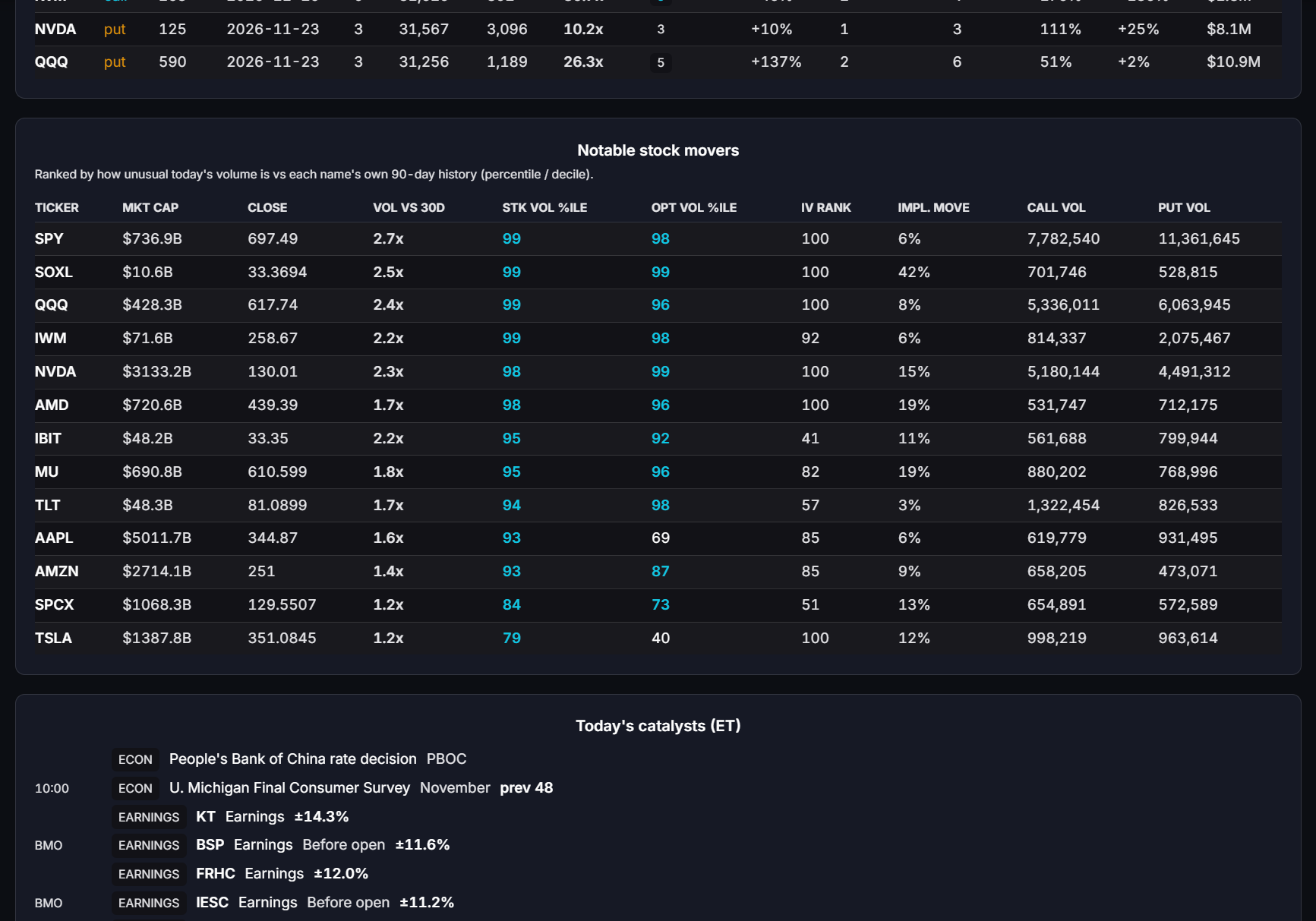 NVDA put 125 2026-11-23 3 31,567 3,096 10.2x 3 +10% 1 3 111% +25% $8.1M
QQQ put 590 2026-11-23 3 31,256 1,189 26.3x 5 +137% 2 6 51% +2% $10.9M
Notable stock movers
Ranked by how unusual today's volume is vs each name's own 90-day history (percentile / decile).
TICKER MKT CAP CLOSE VOL VS 30D STK VOL %ILE OPT VOL %ILE IV RANK IMPL. MOVE CALL VOL PUT VOL
SPY $736.9B 697.49 2.7x 99 98 100 6% 7,782,540 11,361,645
SOXL $10.6B 33.3694 2.5x 99 99 100 42% 701,746 528,815
QQQ $428.3B 617.74 2.4x 99 96 100 8% 5,336,011 6,063,945
IWM $71.6B 258.67 2.2x 99 98 92 6% 814,337 2,075,467
NVDA $3133.2B 130.01 2.3x 98 99 100 15% 5,180,144 4,491,312
AMD $720.6B 439.39 1.7x 98 96 100 19% 531,747 712,175
IBIT $48.2B 33.35 2.2x 95 92 41 11% 561,688 799,944
MU $690.8B 610.599 1.8x 95 96 82 19% 880,202 768,996
TLT $48.3B 81.0899 1.7x 94 98 57 3% 1,322,454 826,533
AAPL $5011.7B 344.87 1.6x 93 69 85 6% 619,779 931,495
AMZN $2714.1B 251 1.4x 93 87 85 9% 658,205 473,071
SPCX $1068.3B 129.5507 1.2x 84 73 51 13% 654,891 572,589
TSLA $1387.8B 351.0845 1.2x 79 40 100 12% 998,219 963,614
Today's catalysts (ET)
ECON People's Bank of China rate decision PBOC
10:00 ECON U. Michigan Final Consumer Survey November prev 48
EARNINGS KT Earnings ±14.3%
BMO EARNINGS BSP Earnings Before open ±11.6%
EARNINGS FRHC Earnings ±12.0%
BMO EARNINGS IESC Earnings Before open ±11.2%